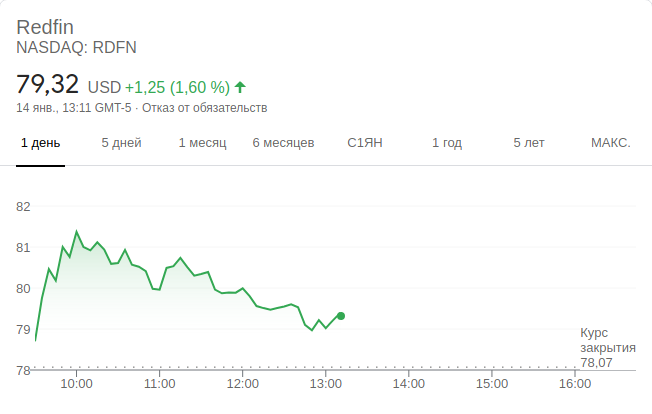 Redfin
NASDAQ: RDFN
79,32 USD +1,25 (1,60 %)
14 янв., 13:11 GMT-5 · Отказ от обязательств
1 день 5 дней 1 месяц 6 месяцев С1ЯН 1 год 5 лет МАКС.
82
81
80
79
78
Курс
закрытия
78,07
10:00 11:00 12:00 13:00 14:00 15:00 16:00